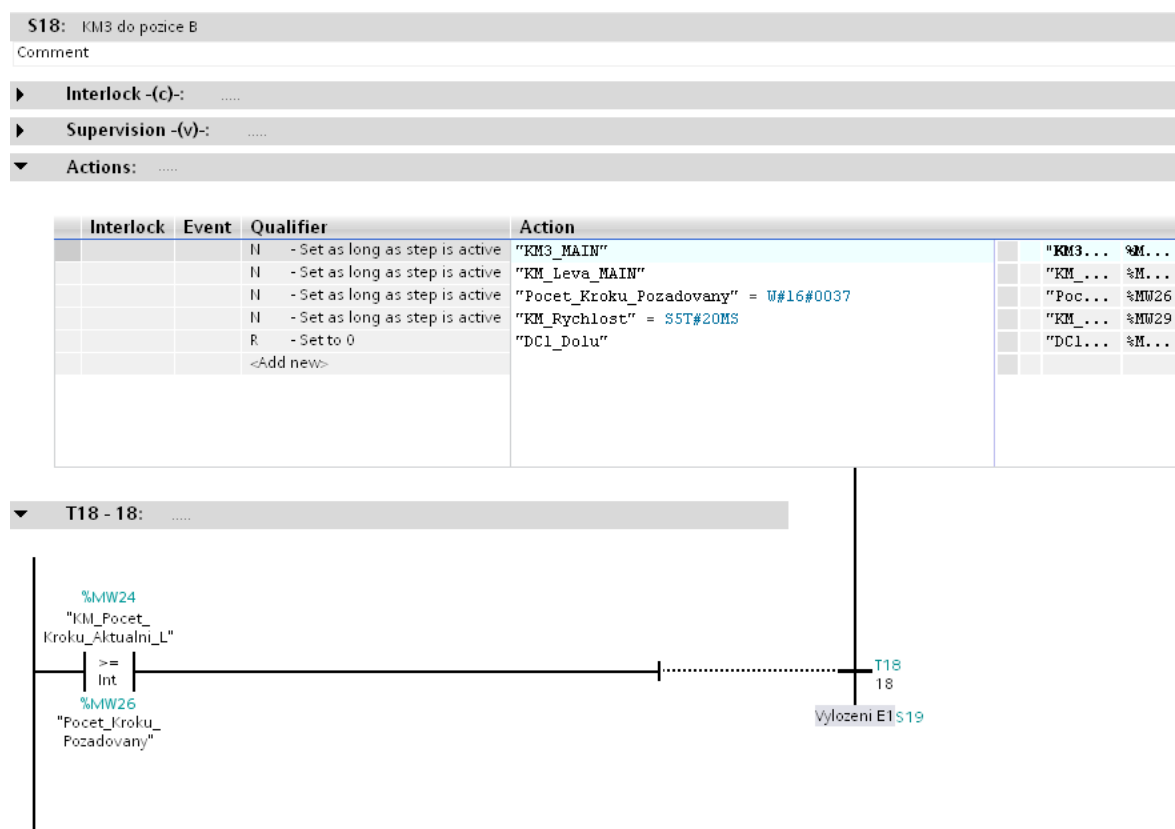 S18: KM3 do pozice B
Comment
Interlock -(c)-: .....
Supervision -(v)-: .....
Actions: .....
Interlock Event Qualifier Action
N - Set as long as step is active "KM3_MAIN" "KM3... %M...
N - Set as long as step is active "KM_Leva_MAIN" "KM_... %M...
N - Set as long as step is active "Pocet_Kroku_Pozadovany" = W#16#0037 "Poc... %MW26
N - Set as long as step is active "KM_Rychlost" = S5T#20MS "KM_... %MW29
R - Set to 0 "DC1_Dolu" "DC1... %M...
<Add new>
T18 - 18: .....
%MW24
"KM_Pocet_
Kroku_Aktualni_L"
>=
Int
%MW26
"Pocet_Kroku_
Pozadovany"
T18
18
Vylozeni E1 S19